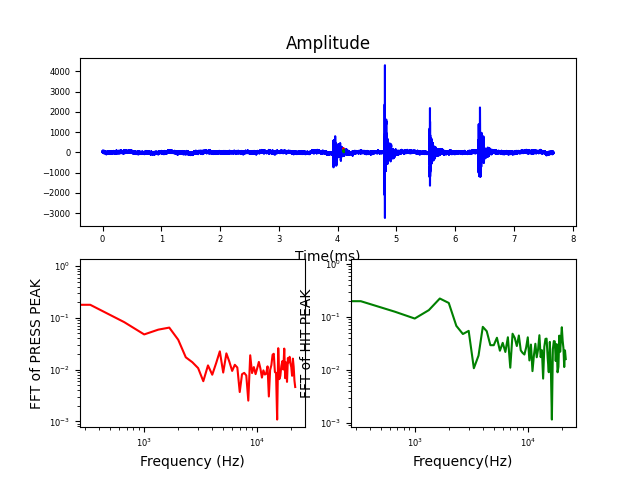 Amplitude
4000
3000
2000
1000
0
−1000
−2000
−3000
0 1 2 3 4 5 6 7 8
Time(ms)
FFT of PRESS PEAK
10⁰
10⁻¹
10⁻²
10⁻³
10³ 10⁴
Frequency (Hz)
FFT of HIT PEAK
10⁰
10⁻¹
10⁻²
10⁻³
10³ 10⁴
Frequency(Hz)